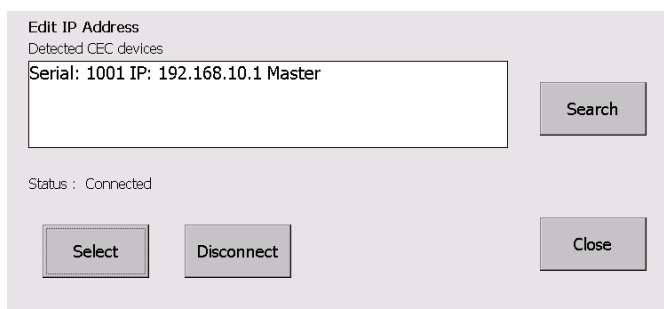 Edit IP Address
Detected CEC devices
Serial: 1001 IP: 192.168.10.1 Master
Search
Status : Connected
Select
Disconnect
Close